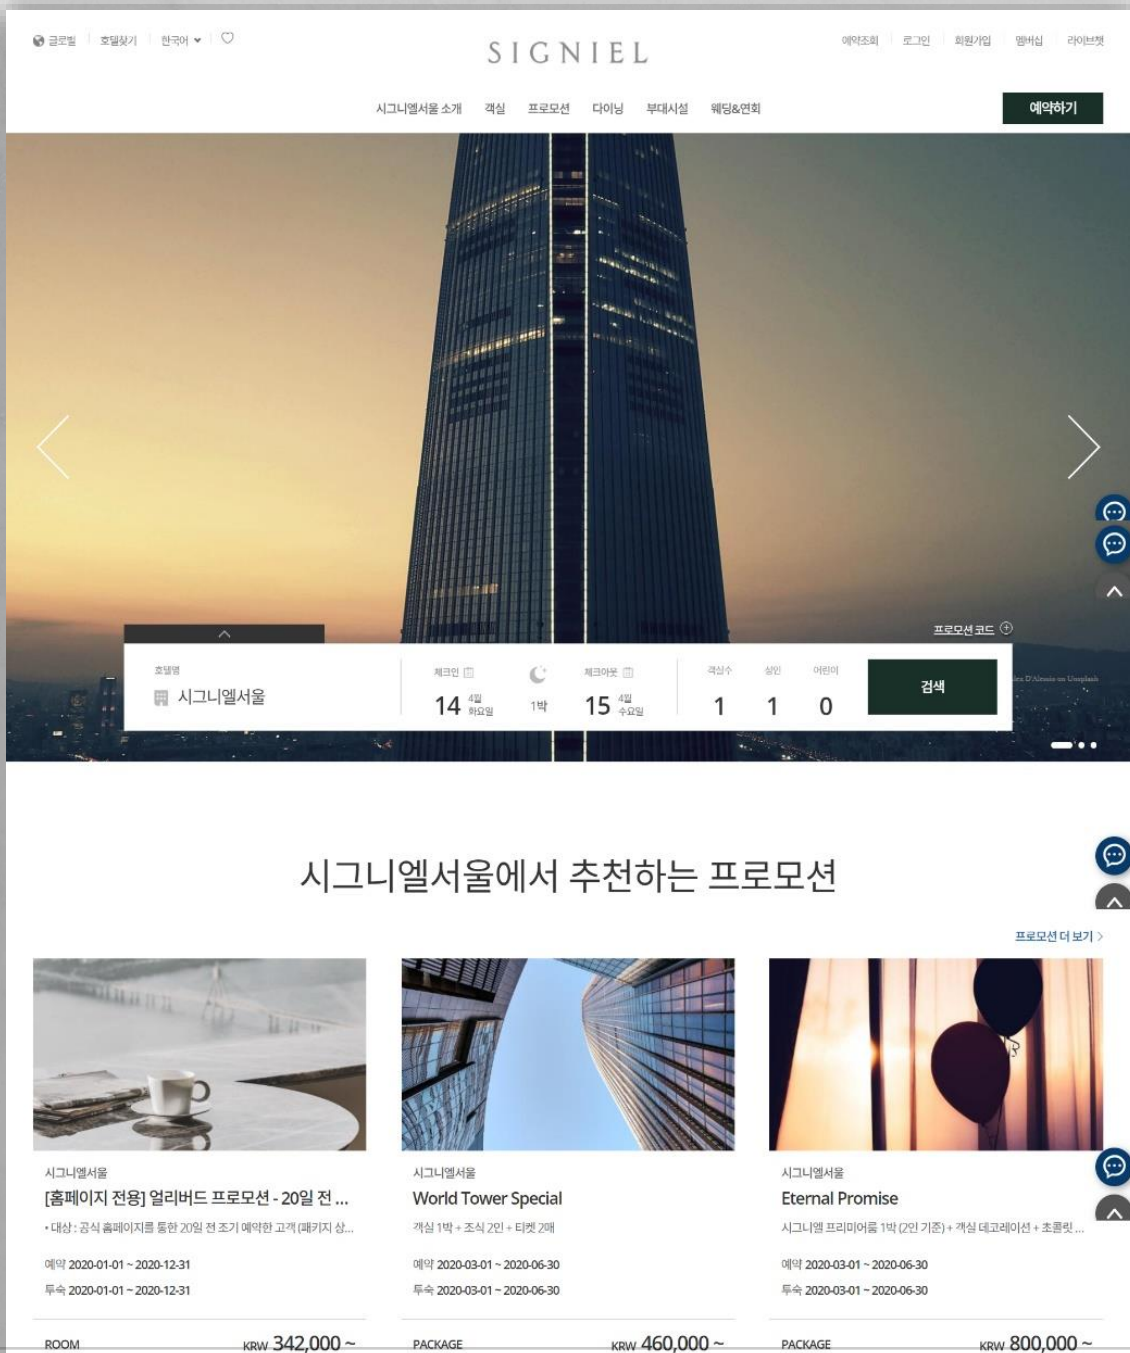 글로벌 호텔찾기 한국어
SIGNIEL
예약조회 로그인 회원가입 멤버십 라이브챗
시그니엘서울 소개 객실 프로모션 다이닝 부대시설 웨딩&연회
예약하기
프로모션 코드
호텔명
시그니엘서울
체크인
14 4월 화요일
1박
체크아웃
15 4월 수요일
객실수 성인 어린이
1 1 0
검색
on Unsplash
시그니엘서울에서 추천하는 프로모션
프로모션 더 보기 >
시그니엘서울
[홈페이지 전용] 얼리버드 프로모션 - 20일 전 ...
• 대상 : 공식 홈페이지를 통한 20일 전 조기 예약한 고객 (패키지 상...
예약 2020-01-01 ~ 2020-12-31
투숙 2020-01-01 ~ 2020-12-31
ROOM KRW 342,000 ~
시그니엘서울
World Tower Special
객실 1박 + 조식 2인 + 티켓 2매
예약 2020-03-01 ~ 2020-06-30
투숙 2020-03-01 ~ 2020-06-30
PACKAGE KRW 460,000 ~
시그니엘서울
Eternal Promise
시그니엘 프리미어룸 1박 (2인 기준) + 객실 데코레이션 + 초콜릿 ...
예약 2020-03-01 ~ 2020-06-30
투숙 2020-03-01 ~ 2020-06-30
PACKAGE KRW 800,000 ~